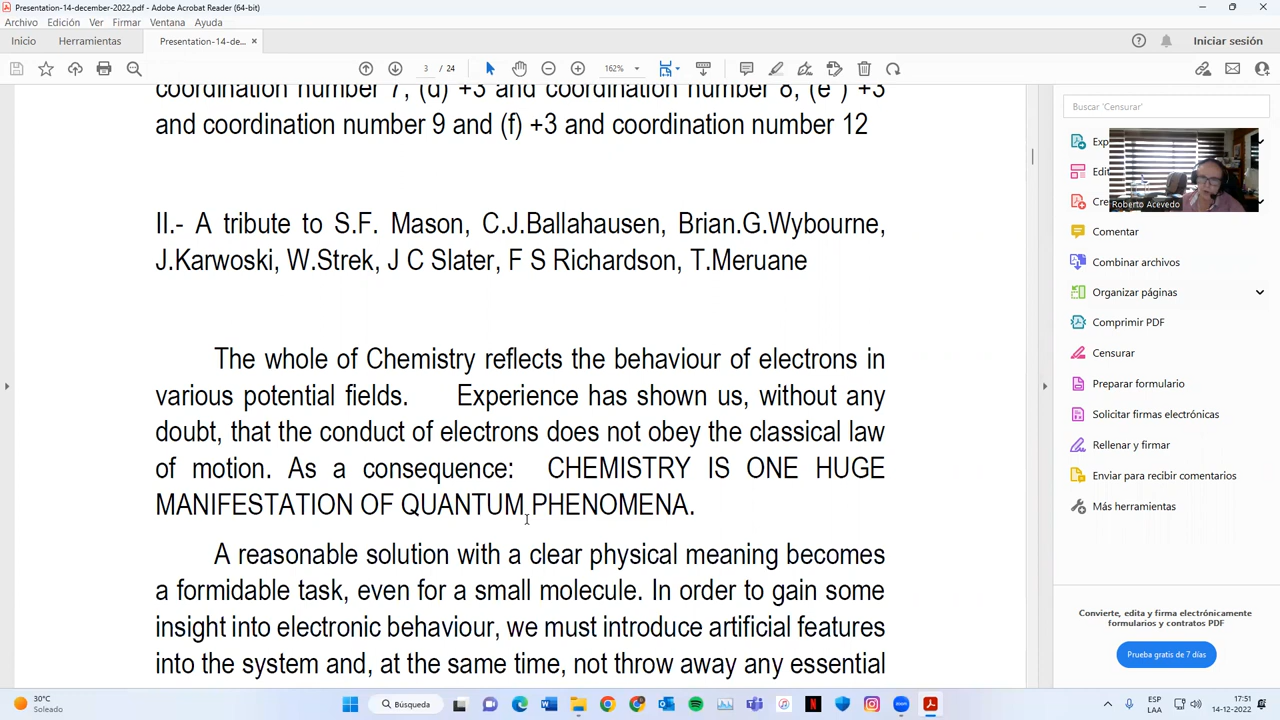 Presentation-14-december-2022.pdf - Adobe Acrobat Reader (64-bit)
Archivo Edición Ver Firmar Ventana Ayuda
Inicio Herramientas Presentation-14-de... Iniciar sesión
3 / 24 162%
coordination number 7, (d) +3 and coordination number 8, (e ) +3
and coordination number 9 and (f) +3 and coordination number 12
II.- A tribute to S.F. Mason, C.J.Ballahausen, Brian.G.Wybourne,
J.Karwoski, W.Strek, J C Slater, F S Richardson, T.Meruane
The whole of Chemistry reflects the behaviour of electrons in
various potential fields. Experience has shown us, without any
doubt, that the conduct of electrons does not obey the classical law
of motion. As a consequence: CHEMISTRY IS ONE HUGE
MANIFESTATION OF QUANTUM PHENOMENA.
A reasonable solution with a clear physical meaning becomes
a formidable task, even for a small molecule. In order to gain some
insight into electronic behaviour, we must introduce artificial features
into the system and, at the same time, not throw away any essential
Buscar 'Censurar'
Exp
Edit
Cre
Roberto Acevedo
Comentar
Combinar archivos
Organizar páginas
Comprimir PDF
Censurar
Preparar formulario
Solicitar firmas electrónicas
Rellenar y firmar
Enviar para recibir comentarios
Más herramientas
Convierte, edita y firma electrónicamente
formularios y contratos PDF
Prueba gratis de 7 días
30°C
Soleado
Búsqueda
ESP
LAA
17:51
14-12-2022